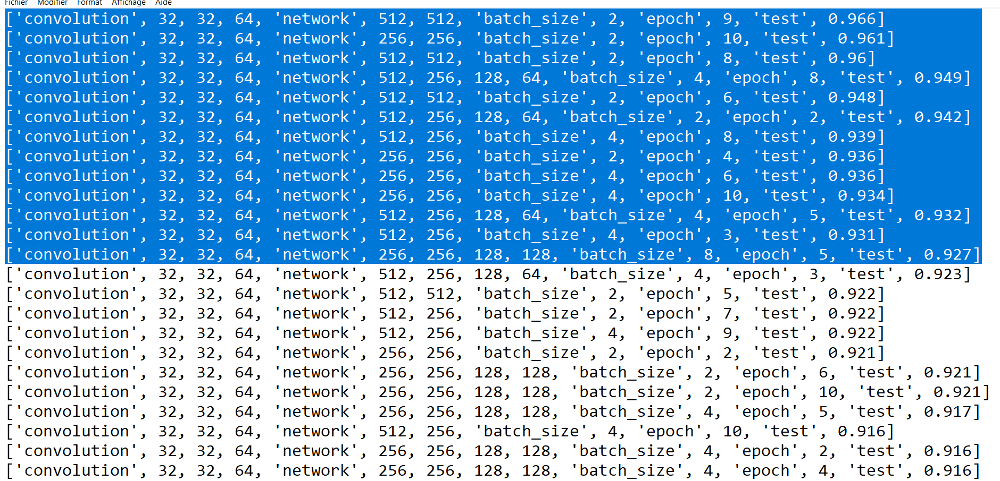 Fichier Modifier Format Affichage Aide
['convolution', 32, 32, 64, 'network', 512, 512, 'batch_size', 2, 'epoch', 9, 'test', 0.966]
['convolution', 32, 32, 64, 'network', 256, 256, 'batch_size', 2, 'epoch', 10, 'test', 0.961]
['convolution', 32, 32, 64, 'network', 512, 512, 'batch_size', 2, 'epoch', 8, 'test', 0.96]
['convolution', 32, 32, 64, 'network', 512, 256, 128, 64, 'batch_size', 4, 'epoch', 8, 'test', 0.949]
['convolution', 32, 32, 64, 'network', 512, 512, 'batch_size', 2, 'epoch', 6, 'test', 0.948]
['convolution', 32, 32, 64, 'network', 512, 256, 128, 64, 'batch_size', 2, 'epoch', 2, 'test', 0.942]
['convolution', 32, 32, 64, 'network', 512, 256, 'batch_size', 4, 'epoch', 8, 'test', 0.939]
['convolution', 32, 32, 64, 'network', 256, 256, 'batch_size', 2, 'epoch', 4, 'test', 0.936]
['convolution', 32, 32, 64, 'network', 256, 256, 'batch_size', 4, 'epoch', 6, 'test', 0.936]
['convolution', 32, 32, 64, 'network', 256, 256, 'batch_size', 4, 'epoch', 10, 'test', 0.934]
['convolution', 32, 32, 64, 'network', 512, 256, 128, 64, 'batch_size', 4, 'epoch', 5, 'test', 0.932]
['convolution', 32, 32, 64, 'network', 512, 256, 'batch_size', 4, 'epoch', 3, 'test', 0.931]
['convolution', 32, 32, 64, 'network', 256, 256, 128, 128, 'batch_size', 8, 'epoch', 5, 'test', 0.927]
['convolution', 32, 32, 64, 'network', 512, 256, 128, 64, 'batch_size', 4, 'epoch', 3, 'test', 0.923]
['convolution', 32, 32, 64, 'network', 512, 512, 'batch_size', 2, 'epoch', 5, 'test', 0.922]
['convolution', 32, 32, 64, 'network', 512, 256, 'batch_size', 2, 'epoch', 7, 'test', 0.922]
['convolution', 32, 32, 64, 'network', 512, 256, 'batch_size', 4, 'epoch', 9, 'test', 0.922]
['convolution', 32, 32, 64, 'network', 256, 256, 'batch_size', 2, 'epoch', 2, 'test', 0.921]
['convolution', 32, 32, 64, 'network', 256, 256, 128, 128, 'batch_size', 2, 'epoch', 6, 'test', 0.921]
['convolution', 32, 32, 64, 'network', 256, 256, 128, 128, 'batch_size', 2, 'epoch', 10, 'test', 0.921]
['convolution', 32, 32, 64, 'network', 256, 256, 128, 128, 'batch_size', 4, 'epoch', 5, 'test', 0.917]
['convolution', 32, 32, 64, 'network', 512, 256, 'batch_size', 4, 'epoch', 10, 'test', 0.916]
['convolution', 32, 32, 64, 'network', 256, 256, 128, 128, 'batch_size', 4, 'epoch', 2, 'test', 0.916]
['convolution', 32, 32, 64, 'network', 256, 256, 128, 128, 'batch_size', 4, 'epoch', 4, 'test', 0.916]